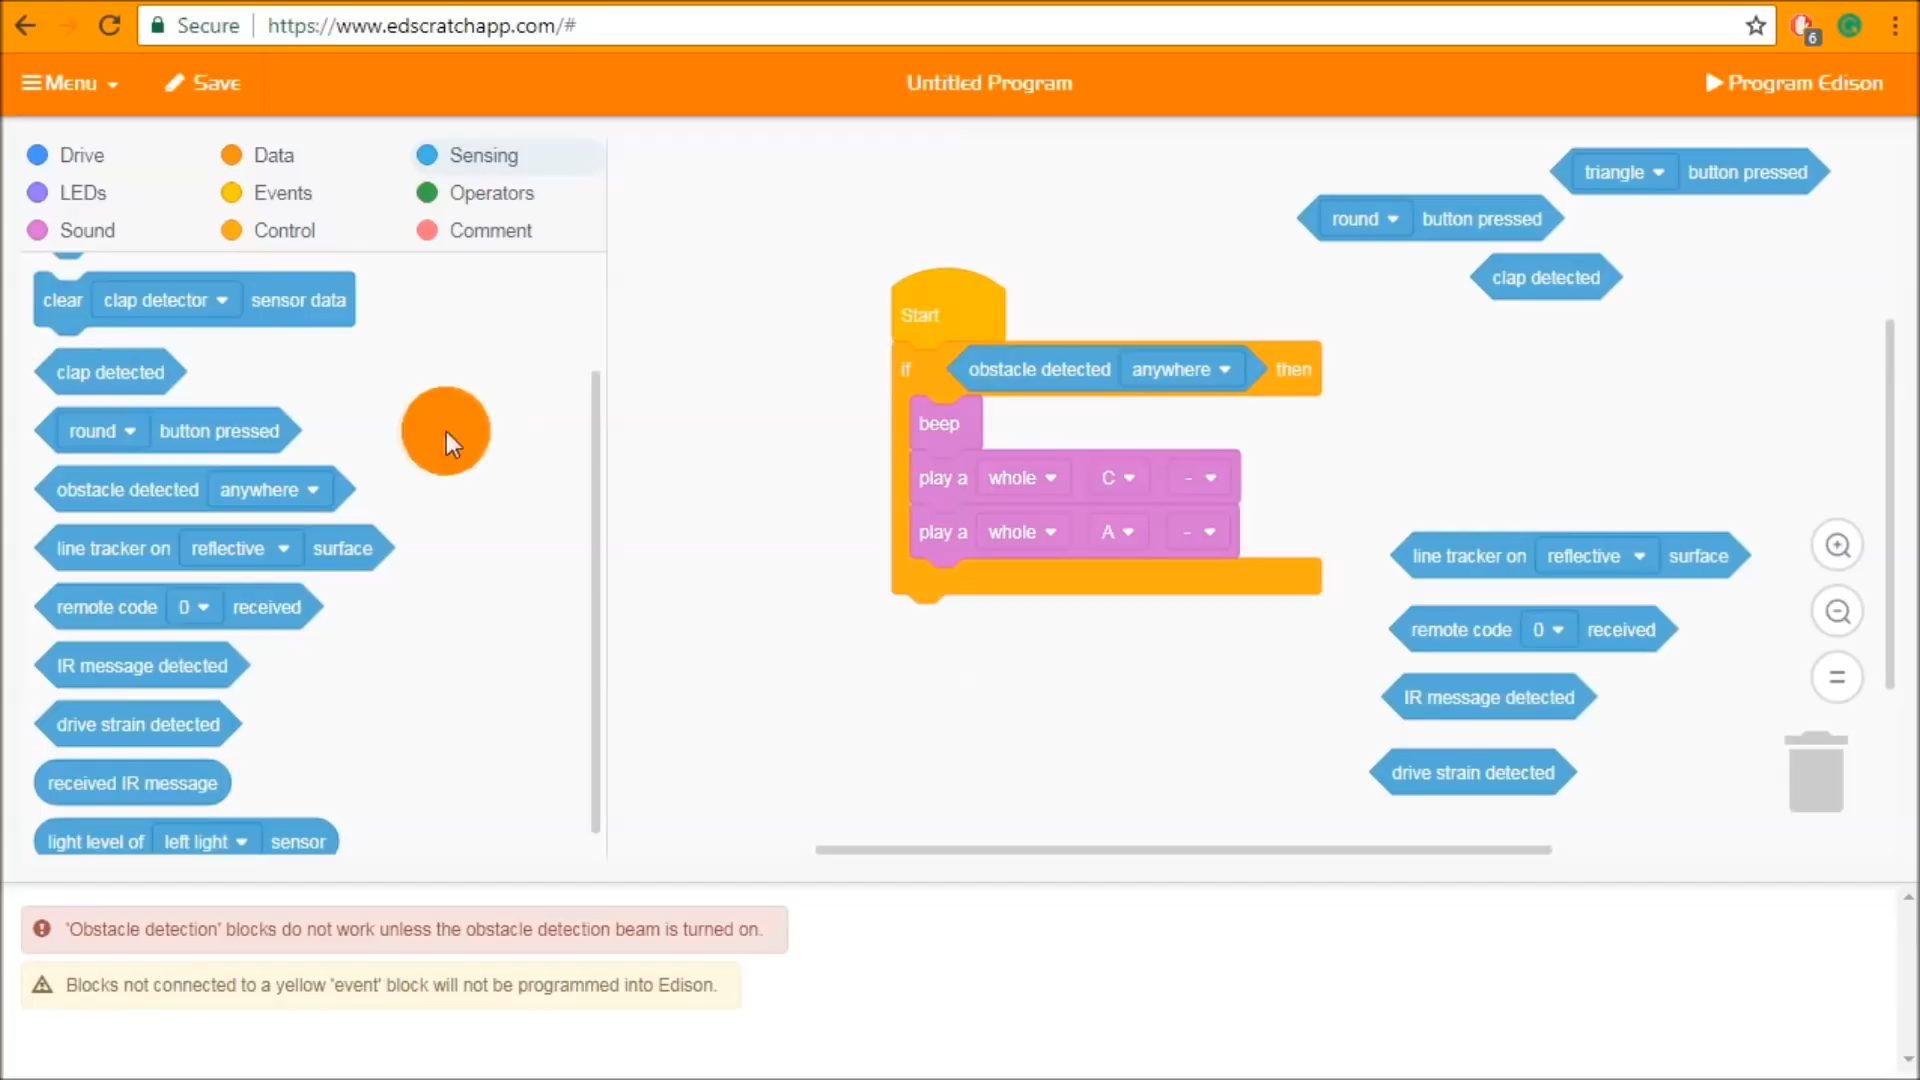 Secure https://www.edscratchapp.com/#
6
Menu Save Untitled Program Program Edison
Drive Data Sensing
LEDs Events Operators
Sound Control Comment
clear clap detector sensor data
clap detected
round button pressed
obstacle detected anywhere
line tracker on reflective surface
remote code 0 received
IR message detected
drive strain detected
received IR message
light level of left light sensor
triangle button pressed
round button pressed
clap detected
Start
if obstacle detected anywhere then
beep
play a whole C -
play a whole A -
line tracker on reflective surface
remote code 0 received
IR message detected
drive strain detected
'Obstacle detection' blocks do not work unless the obstacle detection beam is turned on.
Blocks not connected to a yellow 'event' block will not be programmed into Edison.